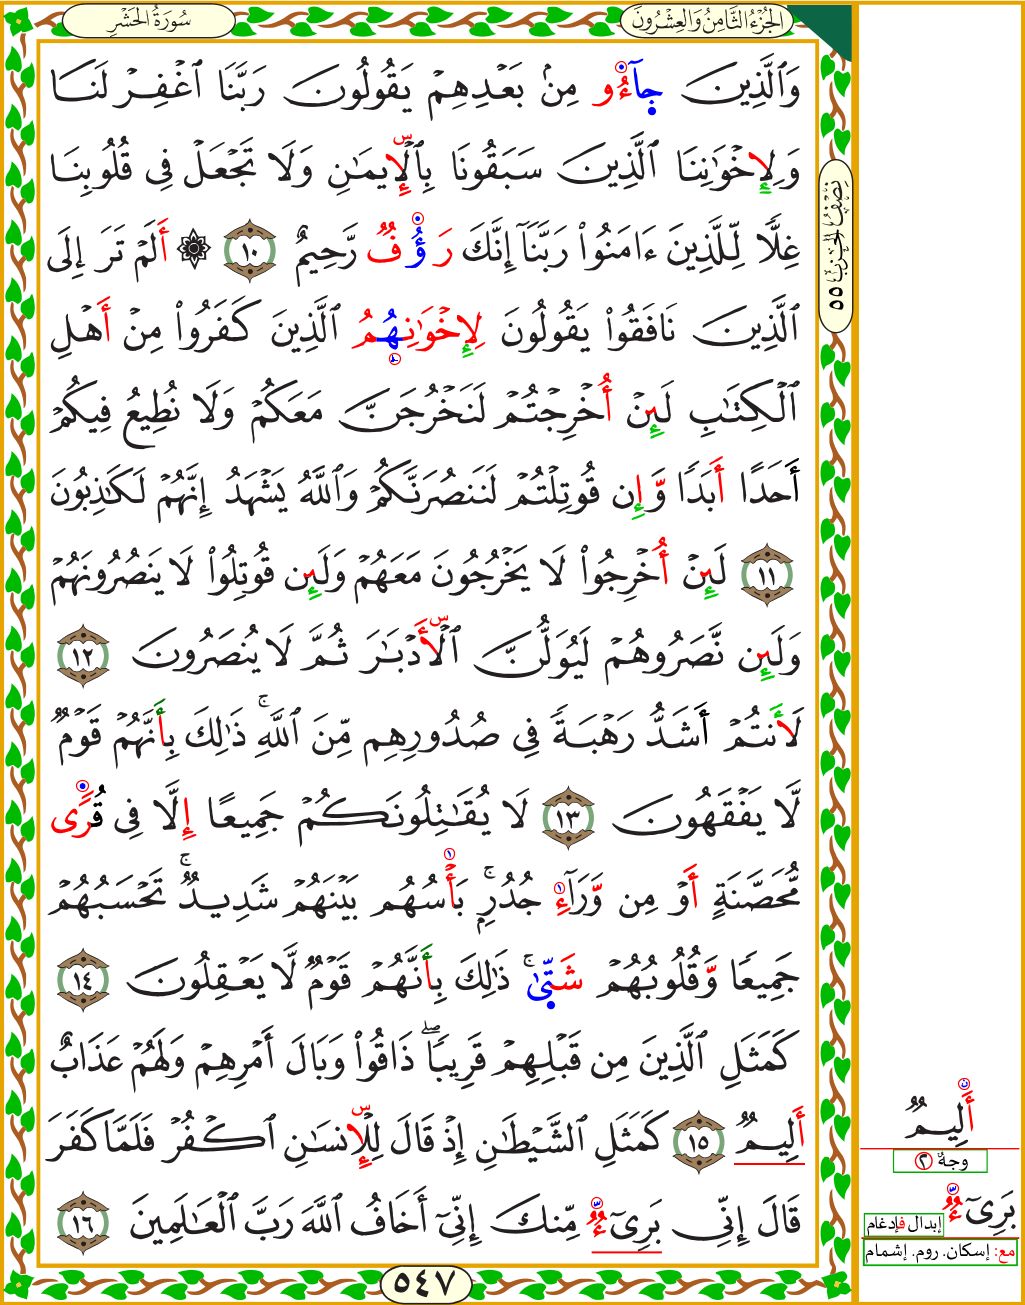 الجُزْءُ الثَّامِنُ وَالعِشْرُونَ
سُورَةُ الحَشْرِ
وَٱلَّذِينَ جَآءُو مِنۢ بَعْدِهِمْ يَقُولُونَ رَبَّنَا ٱغْفِرْ لَنَا
وَلِإِخْوَٰنِنَا ٱلَّذِينَ سَبَقُونَا بِٱلْإِيمَٰنِ وَلَا تَجْعَلْ فِى قُلُوبِنَا
غِلًّا لِّلَّذِينَ ءَامَنُوا۟ رَبَّنَآ إِنَّكَ رَؤُفٌ رَّحِيمٌ ١٠ ۞ أَلَمْ تَرَ إِلَى
ٱلَّذِينَ نَافَقُوا۟ يَقُولُونَ لِإِخْوَٰنِهُمُ ٱلَّذِينَ كَفَرُوا۟ مِنْ أَهْلِ
ٱلْكِتَٰبِ لَئِنْ أُخْرِجْتُمْ لَنَخْرُجَنَّ مَعَكُمْ وَلَا نُطِيعُ فِيكُمْ
أَحَدًا أَبَدًا وَّإِن قُوتِلْتُمْ لَنَنصُرَنَّكُمْ وَٱللَّهُ يَشْهَدُ إِنَّهُمْ لَكَٰذِبُونَ
١١ لَئِنْ أُخْرِجُوا۟ لَا يَخْرُجُونَ مَعَهُمْ وَلَئِن قُوتِلُوا۟ لَا يَنصُرُونَهُمْ
وَلَئِن نَّصَرُوهُمْ لَيُوَلُّنَّ ٱلْأَدْبَٰرَ ثُمَّ لَا يُنصَرُونَ ١٢
لَأَنتُمْ أَشَدُّ رَهْبَةً فِى صُدُورِهِم مِّنَ ٱللَّهِ ۚ ذَٰلِكَ بِأَنَّهُمْ قَوْمٌ
لَّا يَفْقَهُونَ ١٣ لَا يُقَٰتِلُونَكُمْ جَمِيعًا إِلَّا فِى قُرًى
مُّحَصَّنَةٍ أَوْ مِن وَّرَآءِ جُدُرٍۭ ۚ بَأْسُهُم بَيْنَهُمْ شَدِيدٌ ۚ تَحْسَبُهُمْ
جَمِيعًا وَّقُلُوبُهُمْ شَتَّىٰ ۚ ذَٰلِكَ بِأَنَّهُمْ قَوْمٌ لَّا يَعْقِلُونَ ١٤
كَمَثَلِ ٱلَّذِينَ مِن قَبْلِهِمْ قَرِيبًا ۖ ذَاقُوا۟ وَبَالَ أَمْرِهِمْ وَلَهُمْ عَذَابٌ
أَلِيمٌ ١٥ كَمَثَلِ ٱلشَّيْطَٰنِ إِذْ قَالَ لِلْإِنسَٰنِ ٱكْفُرْ فَلَمَّا كَفَرَ
قَالَ إِنِّى بَرِىٓءٌ مِّنكَ إِنِّىٓ أَخَافُ ٱللَّهَ رَبَّ ٱلْعَٰلَمِينَ ١٦
٥٤٧
نِصْفُ الحِزْب ٥٥
أَلِيمٌ
وجهٌ ٢
بَرِىٓءٌ
إبدال فإدغام
مع: إسكان. روم. إشمام